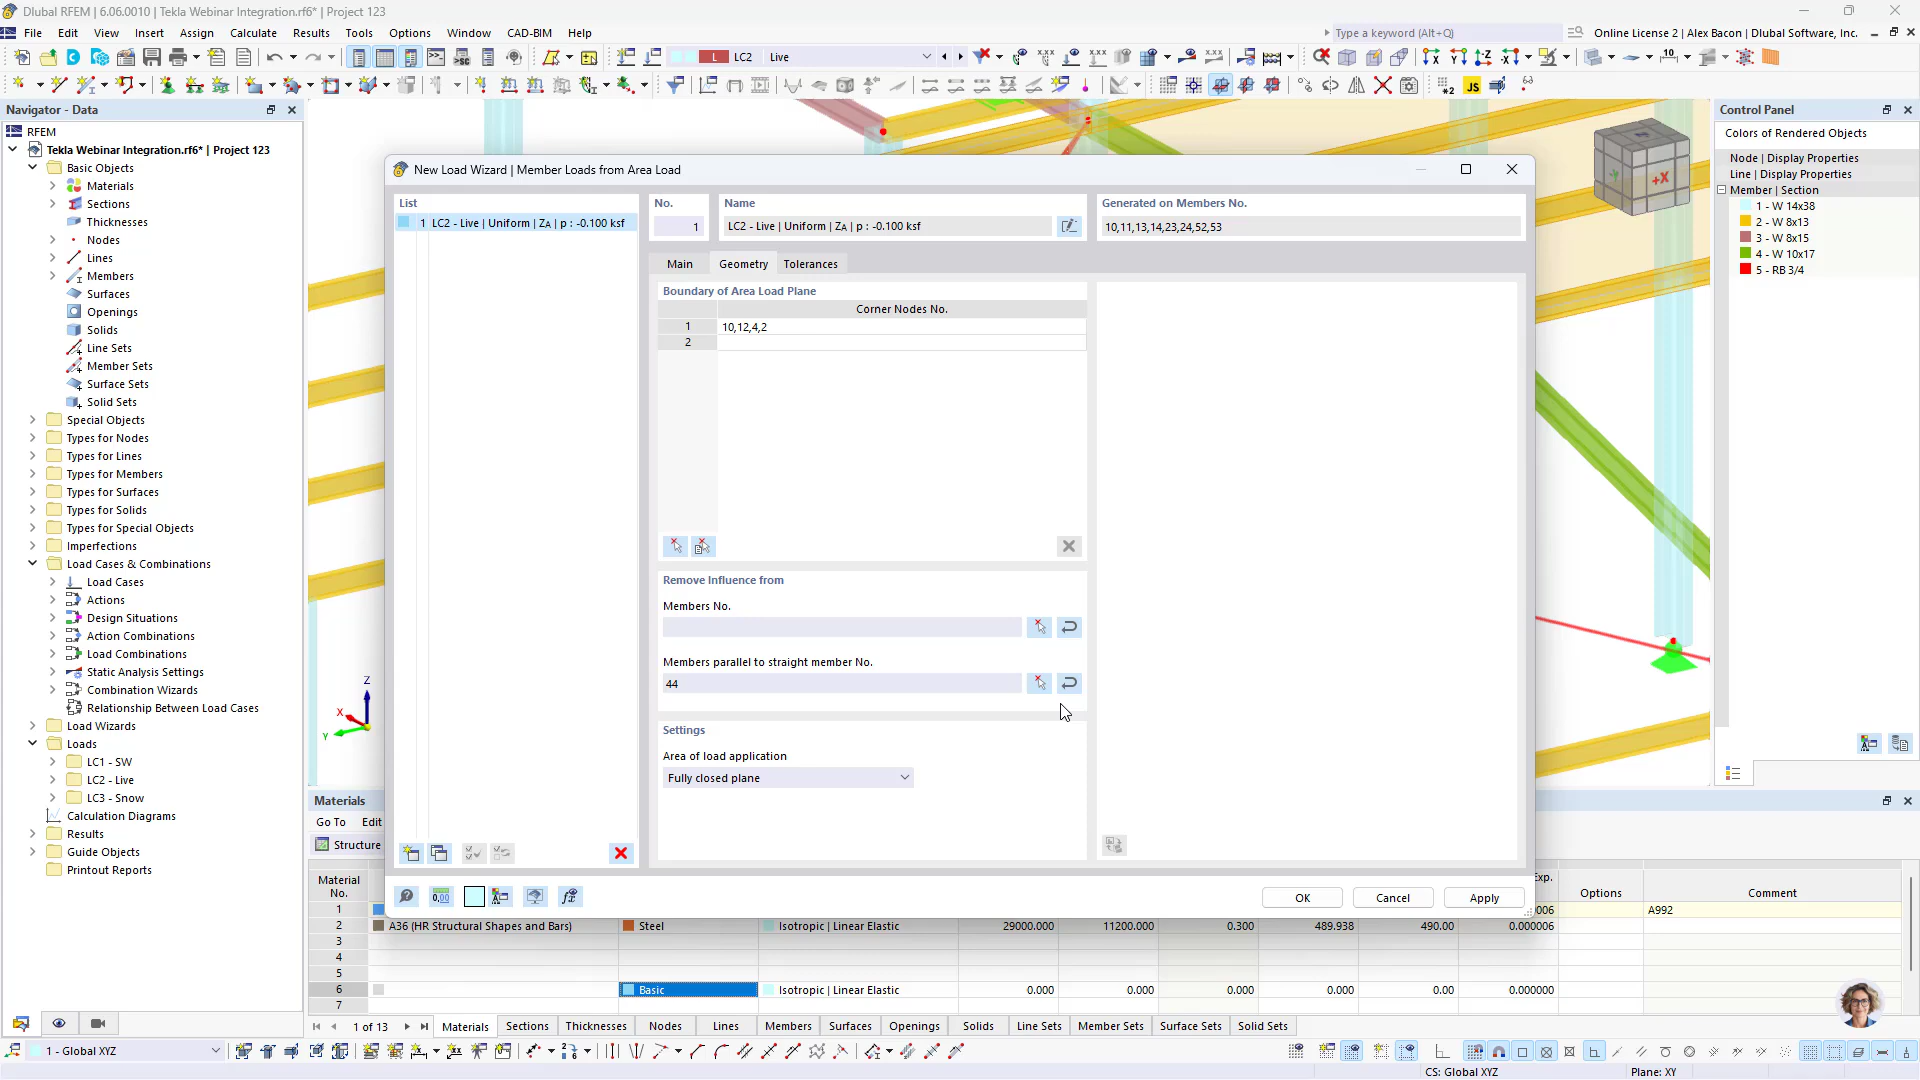 Dlubal RFEM | 6.06.0010 | Tekla Webinar Integration.rf6* | Project 123
File Edit View Insert Assign Calculate Results Tools Options Window CAD-BIM Help
Type a keyword (Alt+Q)
Online License 2 | Alex Bacon | Dlubal Software, Inc.
L LC2 Live
Navigator - Data
RFEM
Tekla Webinar Integration.rf6* | Project 123
Basic Objects
Materials
Sections
Thicknesses
Nodes
Lines
Members
Surfaces
Openings
Solids
Line Sets
Member Sets
Surface Sets
Solid Sets
Special Objects
Types for Nodes
Types for Lines
Types for Members
Types for Surfaces
Types for Solids
Types for Special Objects
Imperfections
Load Cases & Combinations
Load Cases
Actions
Design Situations
Action Combinations
Load Combinations
Static Analysis Settings
Combination Wizards
Relationship Between Load Cases
Load Wizards
Loads
LC1 - SW
LC2 - Live
LC3 - Snow
Calculation Diagrams
Results
Guide Objects
Printout Reports
New Load Wizard | Member Loads from Area Load
List
1 LC2 - Live | Uniform | ZA | p : -0.100 ksf
No.
1
Name
LC2 - Live | Uniform | ZA | p : -0.100 ksf
Generated on Members No.
10,11,13,14,23,24,52,53
Main Geometry Tolerances
Boundary of Area Load Plane
Corner Nodes No.
1 10,12,4,2
2
Remove Influence from
Members No.
Members parallel to straight member No.
44
Settings
Area of load application
Fully closed plane
OK Cancel Apply
Z
X
Y
-Y
+X
Control Panel
Colors of Rendered Objects
Node | Display Properties
Line | Display Properties
Member | Section
1 - W 14x38
2 - W 8x13
3 - W 8x15
4 - W 10x17
5 - RB 3/4
Materials
Go To Edit
Structure
Material
No.
Exp.
Options
Comment
1 006 A992
2 A36 (HR Structural Shapes and Bars) Steel Isotropic | Linear Elastic 29000.000 11200.000 0.300 489.938 490.00 0.000006
3
4
5
6 Basic Isotropic | Linear Elastic 0.000 0.000 0.000 0.000 0.00 0.000000
7
1 of 13 Materials Sections Thicknesses Nodes Lines Members Surfaces Openings Solids Line Sets Member Sets Surface Sets Solid Sets
1 - Global XYZ
CS: Global XYZ
Plane: XY